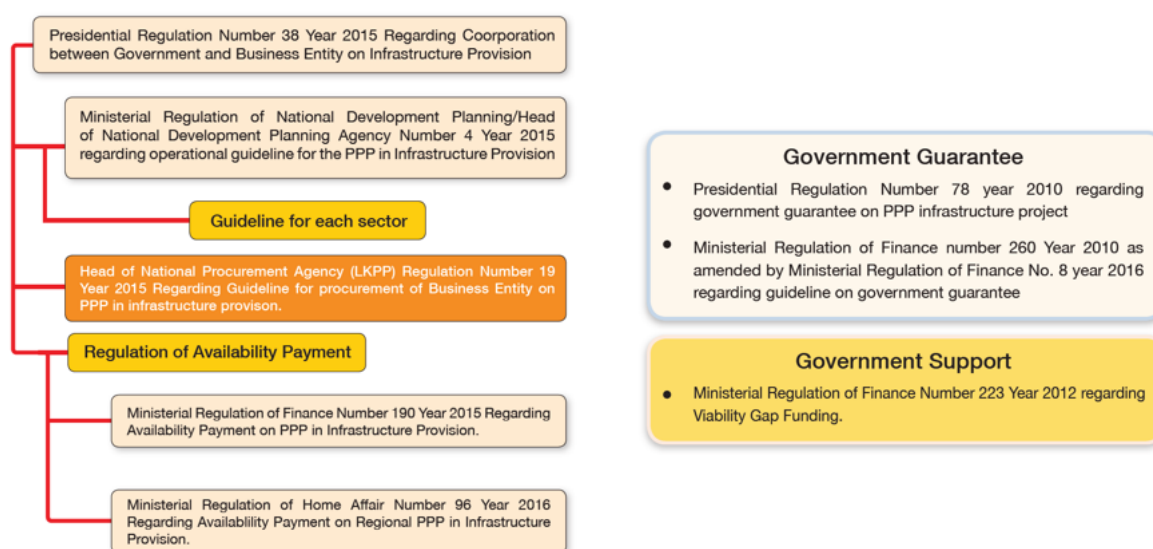 Presidential Regulation Number 38 Year 2015 Regarding Coorporation
between Government and Business Entity on Infrastructure Provision
Ministerial Regulation of National Development Planning/Head
of National Development Planning Agency Number 4 Year 2015
regarding operational guideline for the PPP in Infrastructure Provision
Guideline for each sector
Head of National Procurement Agency (LKPP) Regulation Number 19
Year 2015 Regarding Guideline for procurement of Business Entity on
PPP in infrastructure provison.
Regulation of Availability Payment
Ministerial Regulation of Finance Number 190 Year 2015 Regarding
Availability Payment on PPP in Infrastructure Provision.
Ministerial Regulation of Home Affair Number 96 Year 2016
Regarding Availablility Payment on Regional PPP in Infrastructure
Provision.
Government Guarantee
• Presidential Regulation Number 78 year 2010 regarding
government guarantee on PPP infrastructure project
• Ministerial Regulation of Finance number 260 Year 2010 as
amended by Ministerial Regulation of Finance No. 8 year 2016
regarding guideline on government guarantee
Government Support
• Ministerial Regulation of Finance Number 223 Year 2012 regarding
Viability Gap Funding.